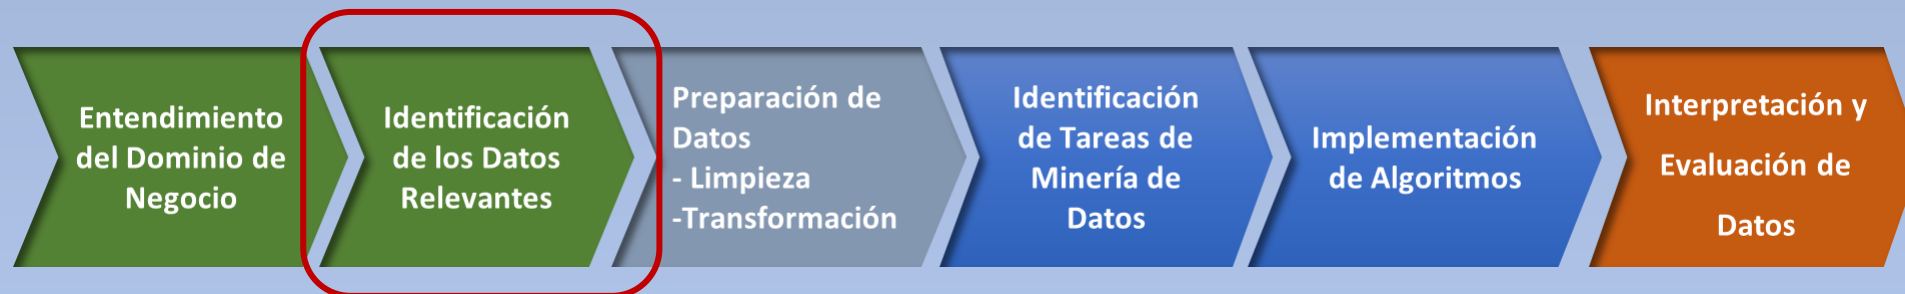 Entendimiento
del Dominio de
Negocio
Identificación
de los Datos
Relevantes
Preparación de
Datos
- Limpieza
-Transformación
Identificación
de Tareas de
Minería de
Datos
Implementación
de Algoritmos
Interpretación y
Evaluación de
Datos